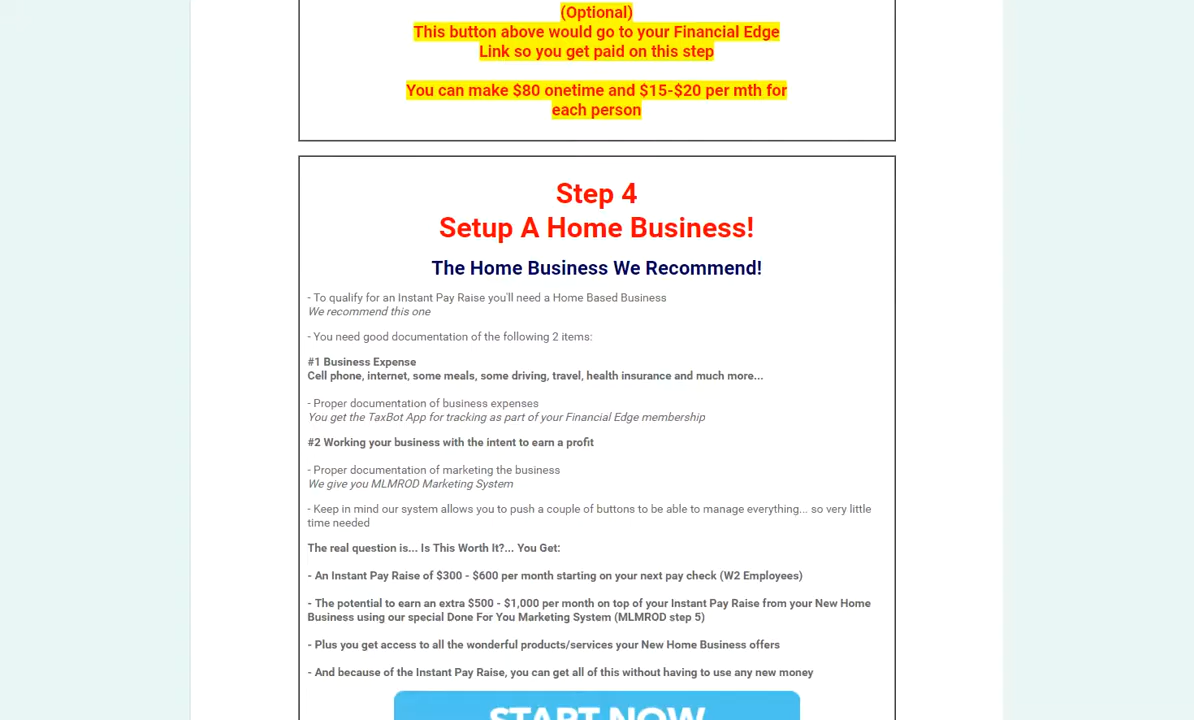 (Optional)
This button above would go to your Financial Edge
Link so you get paid on this step
You can make $80 onetime and $15-$20 per mth for
each person
Step 4
Setup A Home Business!
The Home Business We Recommend!
- To qualify for an Instant Pay Raise you'll need a Home Based Business
We recommend this one
- You need good documentation of the following 2 items:
#1 Business Expense
Cell phone, internet, some meals, some driving, travel, health insurance and much more...
- Proper documentation of business expenses
You get the TaxBot App for tracking as part of your Financial Edge membership
#2 Working your business with the intent to earn a profit
- Proper documentation of marketing the business
We give you MLMROD Marketing System
- Keep in mind our system allows you to push a couple of buttons to be able to manage everything... so very little
time needed
The real question is... Is This Worth It?... You Get:
- An Instant Pay Raise of $300 - $600 per month starting on your next pay check (W2 Employees)
- The potential to earn an extra $500 - $1,000 per month on top of your Instant Pay Raise from your New Home
Business using our special Done For You Marketing System (MLMROD step 5)
- Plus you get access to all the wonderful products/services your New Home Business offers
- And because of the Instant Pay Raise, you can get all of this without having to use any new money
START NOW